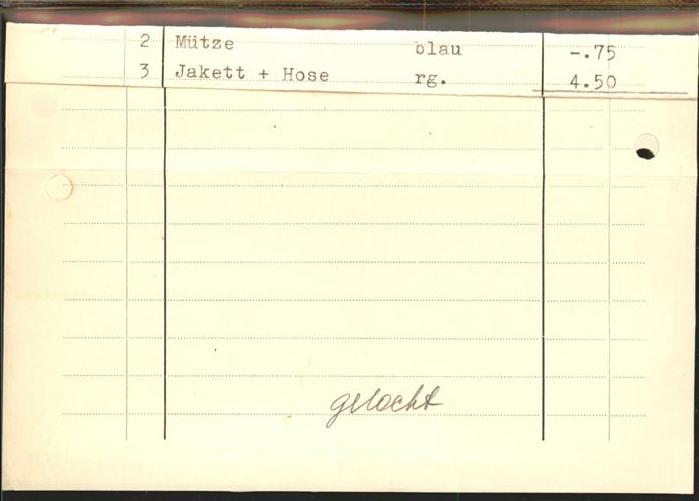 2 Mütze blau -.75
3 Jakett + Hose rg. 4.50
gelocht